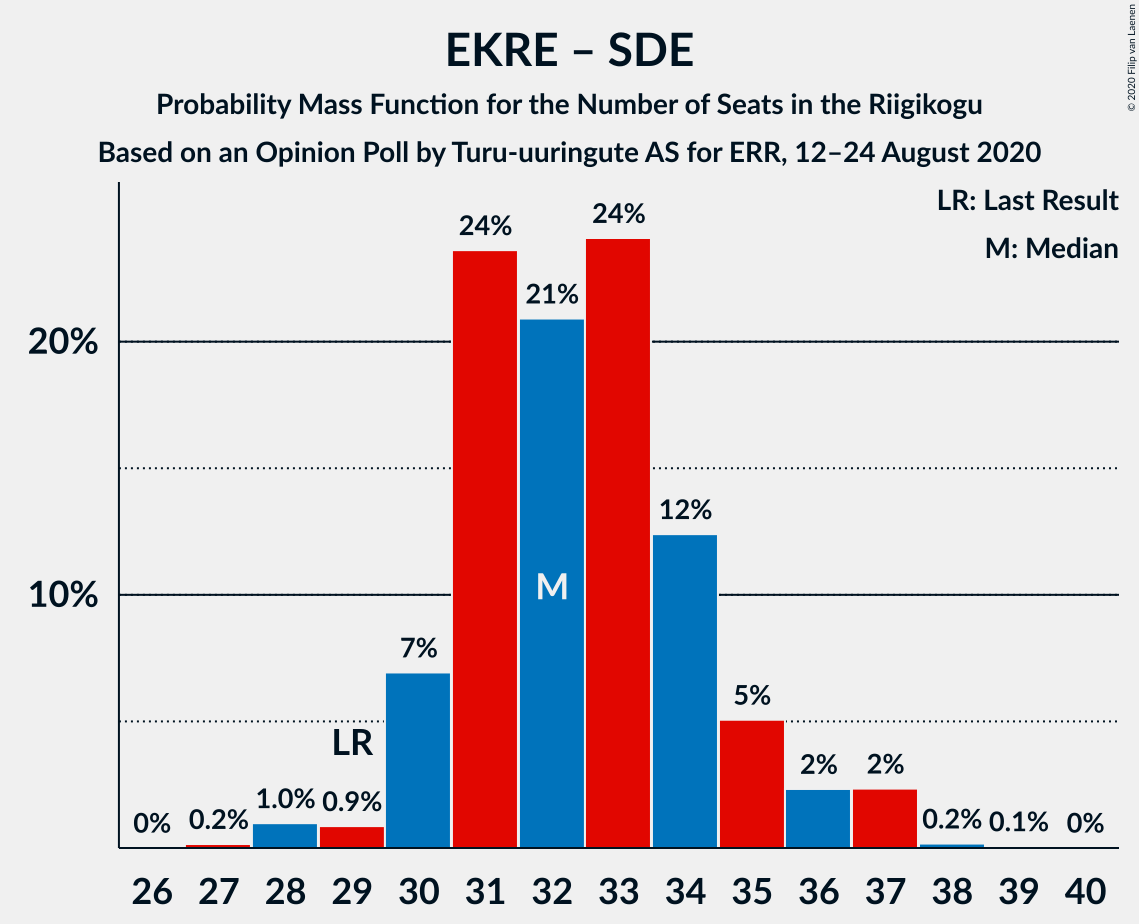 EKRE – SDE
Probability Mass Function for the Number of Seats in the Riigikogu
Based on an Opinion Poll by Turu-uuringute AS for ERR, 12–24 August 2020
© 2020 Filip van Laenen
LR: Last Result
M: Median
20%
10%
0%
0.2%
1.0%
0.9%
LR
7%
24%
21%
M
24%
12%
5%
2%
2%
0.2%
0.1%
0%
26 27 28 29 30 31 32 33 34 35 36 37 38 39 40